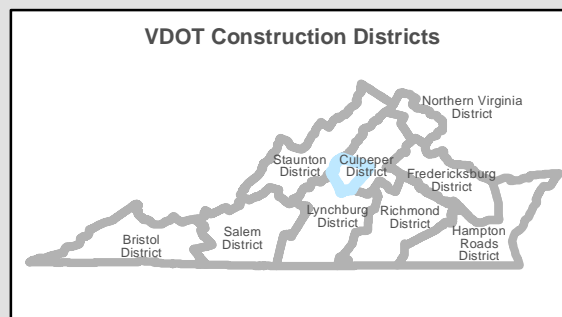 VDOT Construction Districts
Northern Virginia
District
Staunton
District
Culpeper
District
Fredericksburg
District
Lynchburg
District
Richmond
District
Hampton
Roads
District
Salem
District
Bristol
District